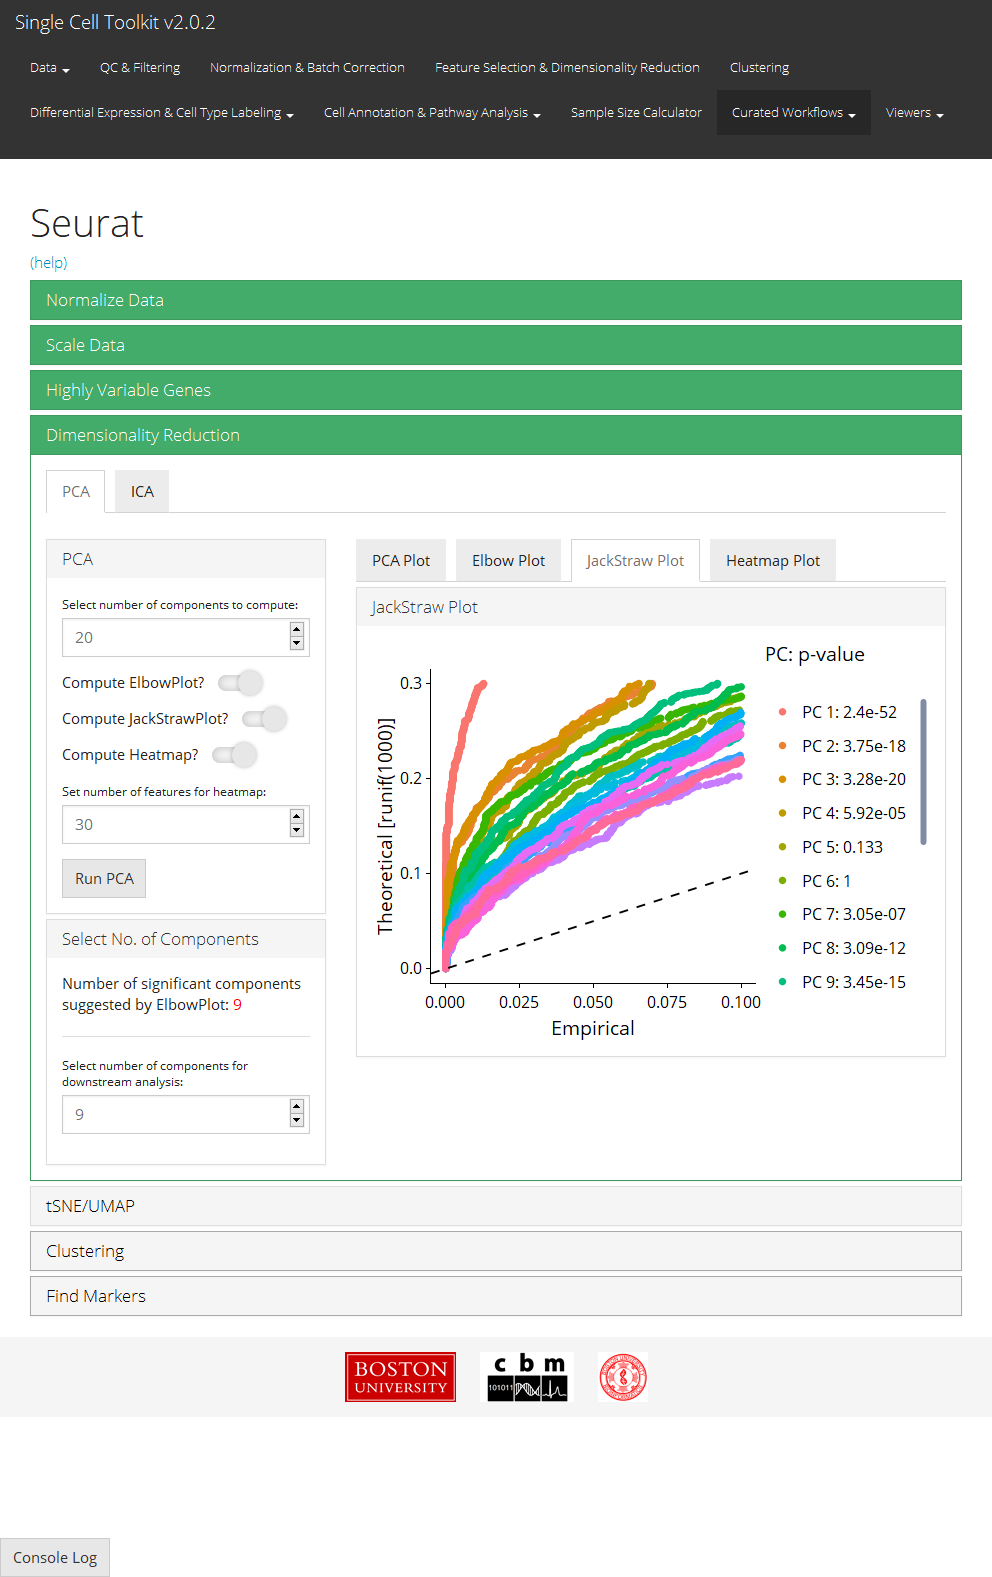 Single Cell Toolkit v2.0.2
Data
QC & Filtering
Normalization & Batch Correction
Feature Selection & Dimensionality Reduction
Clustering
Differential Expression & Cell Type Labeling
Cell Annotation & Pathway Analysis
Sample Size Calculator
Curated Workflows
Viewers
Seurat
(help)
Normalize Data
Scale Data
Highly Variable Genes
Dimensionality Reduction
PCA
ICA
PCA
Select number of components to compute:
20
Compute ElbowPlot?
Compute JackStrawPlot?
Compute Heatmap?
Set number of features for heatmap:
30
Run PCA
Select No. of Components
Number of significant components
suggested by ElbowPlot: 9
Select number of components for
downstream analysis:
9
PCA Plot
Elbow Plot
JackStraw Plot
Heatmap Plot
JackStraw Plot
PC: p-value
Theoretical [runif(1000)]
0.3
0.2
0.1
0.0
0.000
0.025
0.050
0.075
0.100
Empirical
PC 1: 2.4e-52
PC 2: 3.75e-18
PC 3: 3.28e-20
PC 4: 5.92e-05
PC 5: 0.133
PC 6: 1
PC 7: 3.05e-07
PC 8: 3.09e-12
PC 9: 3.45e-15
tSNE/UMAP
Clustering
Find Markers
BOSTON
UNIVERSITY
cbm
101011
Console Log